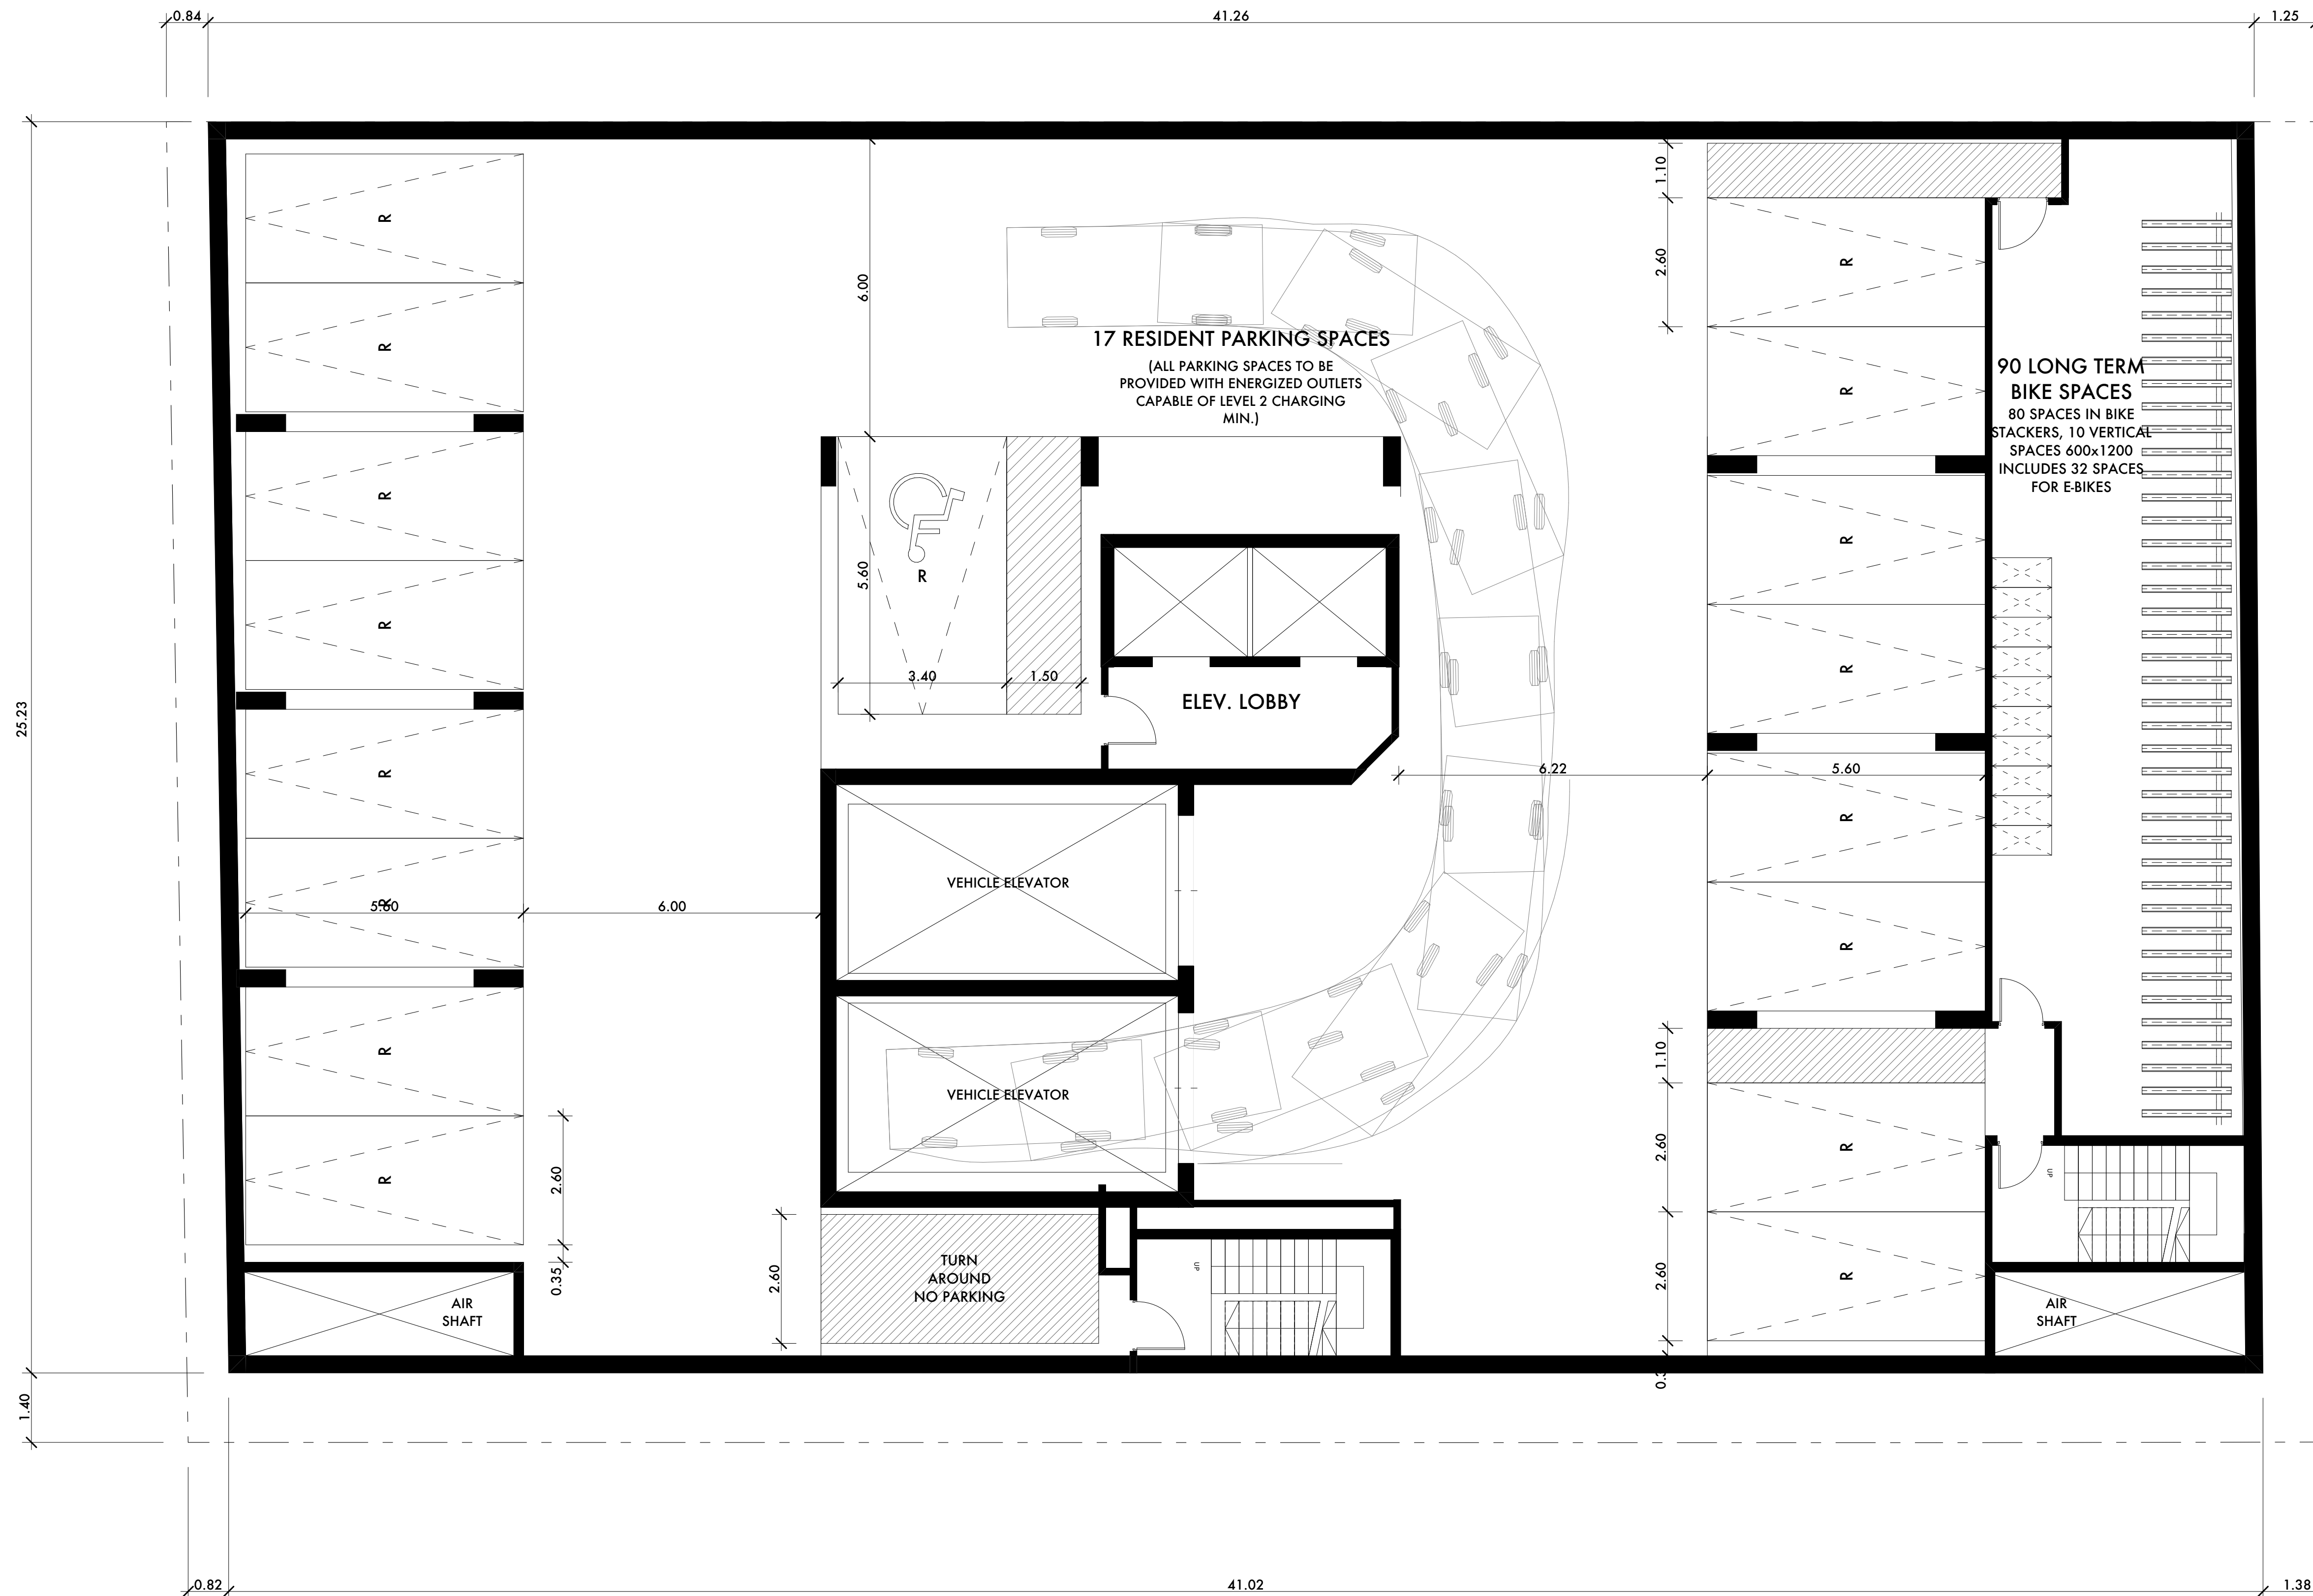 0.84
41.26
1.25
1.10
R
6.00
2.60
R
R
17 RESIDENT PARKING SPACES
(ALL PARKING SPACES TO BE
PROVIDED WITH ENERGIZED OUTLETS
CAPABLE OF LEVEL 2 CHARGING
MIN.)
R
90 LONG TERM
BIKE SPACES
80 SPACES IN BIKE
STACKERS, 10 VERTICAL
SPACES 600x1200
INCLUDES 32 SPACES
FOR E-BIKES
R
R
5.60
R
R
R
3.40
1.50
ELEV. LOBBY
25.23
R
6.22
5.60
R
VEHICLE ELEVATOR
R
5.60
6.00
R
R
1.10
VEHICLE ELEVATOR
2.60
R
R
2.60
UP
0.35
2.60
TURN
AROUND
NO PARKING
UP
2.60
R
AIR
SHAFT
AIR
SHAFT
1.40
0.82
41.02
1.38